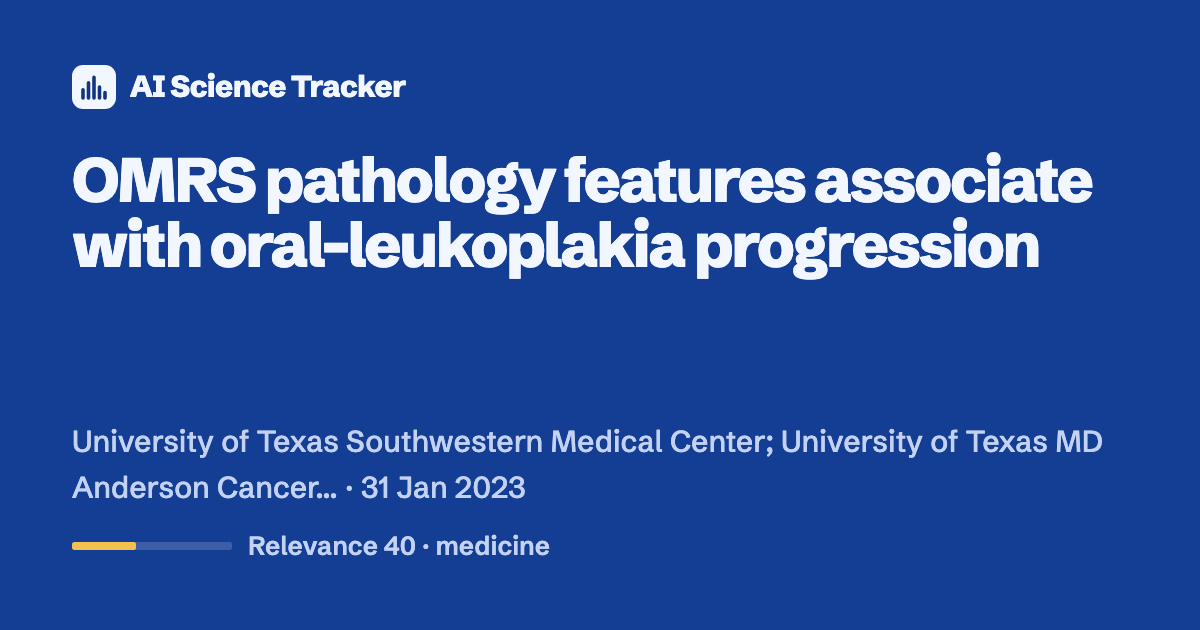 AI Science Tracker
OMRS pathology features associate
with oral-leukoplakia progression
University of Texas Southwestern Medical Center; University of Texas MD
Anderson Cancer... · 31 Jan 2023
Relevance 40 · medicine